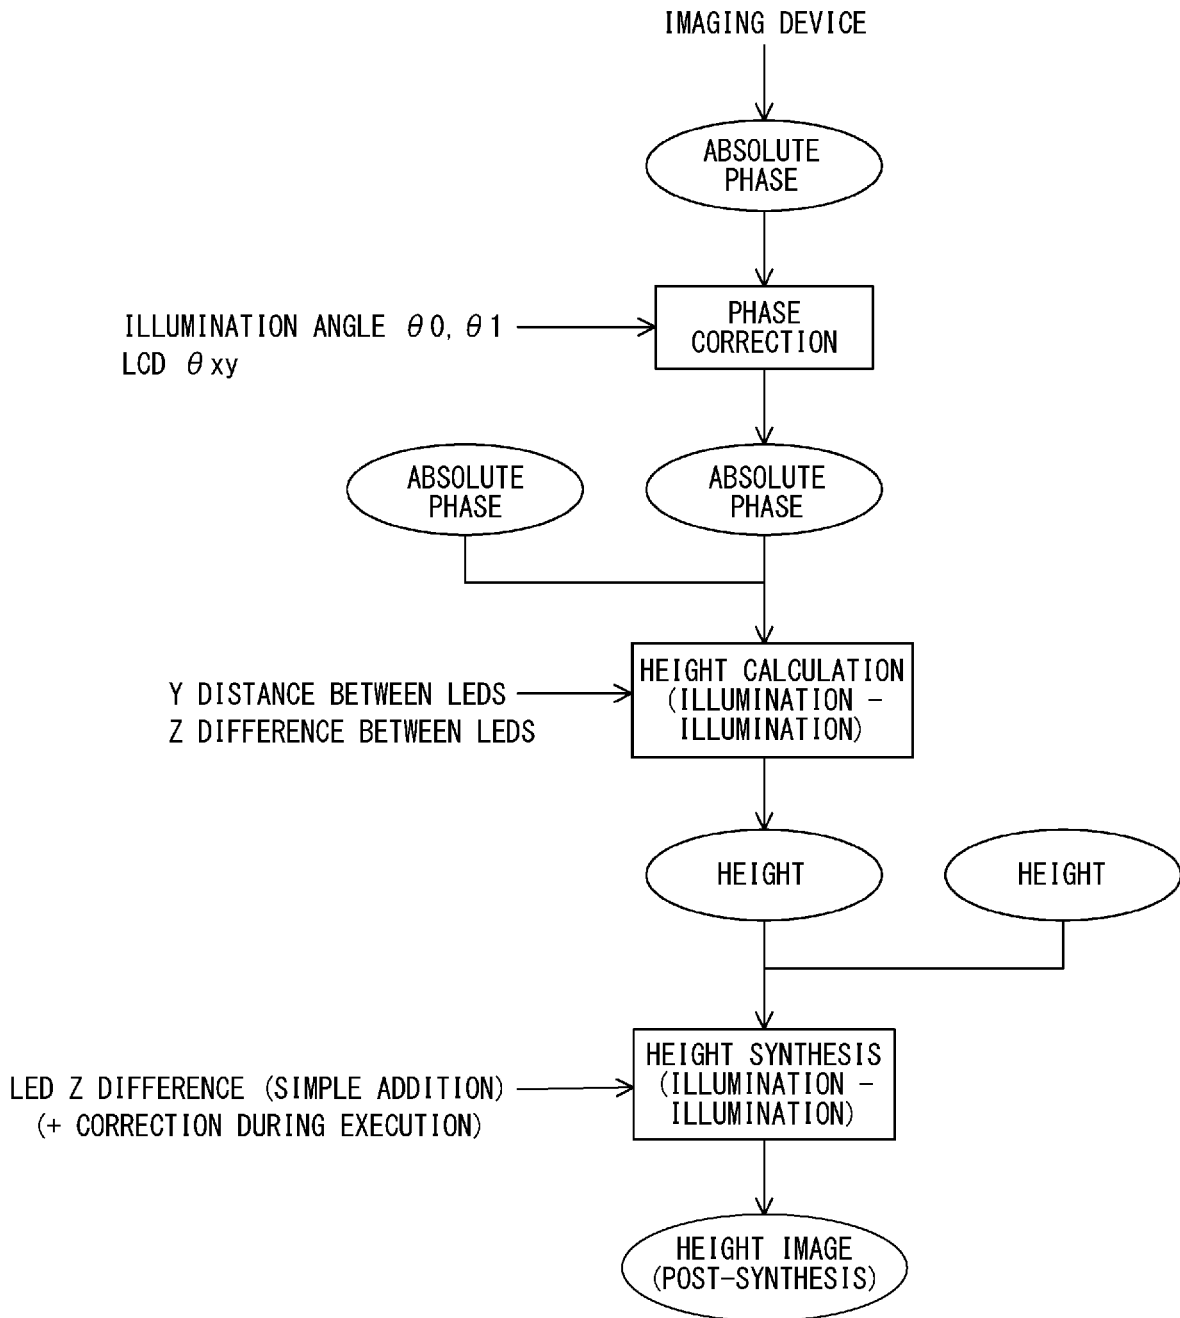 IMAGING DEVICE
ABSOLUTE
PHASE
ILLUMINATION ANGLE θ0, θ1
LCD θxy
PHASE
CORRECTION
ABSOLUTE
PHASE
ABSOLUTE
PHASE
Y DISTANCE BETWEEN LEDS
Z DIFFERENCE BETWEEN LEDS
HEIGHT CALCULATION
(ILLUMINATION -
ILLUMINATION)
HEIGHT
HEIGHT
LED Z DIFFERENCE (SIMPLE ADDITION)
(+ CORRECTION DURING EXECUTION)
HEIGHT SYNTHESIS
(ILLUMINATION -
ILLUMINATION)
HEIGHT IMAGE
(POST-SYNTHESIS)